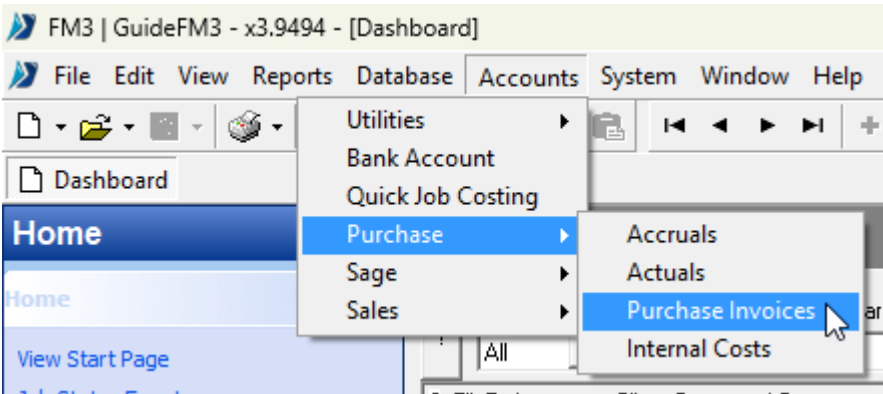 FM3 | GuideFM3 - x3.9494 - [Dashboard]
File Edit View Reports Database Accounts System Window Help
Utilities
Bank Account
Dashboard
Quick Job Costing
Home
Purchase
Accruals
Sage
Actuals
Home
Sales
Purchase Invoices
View Start Page
All
Internal Costs